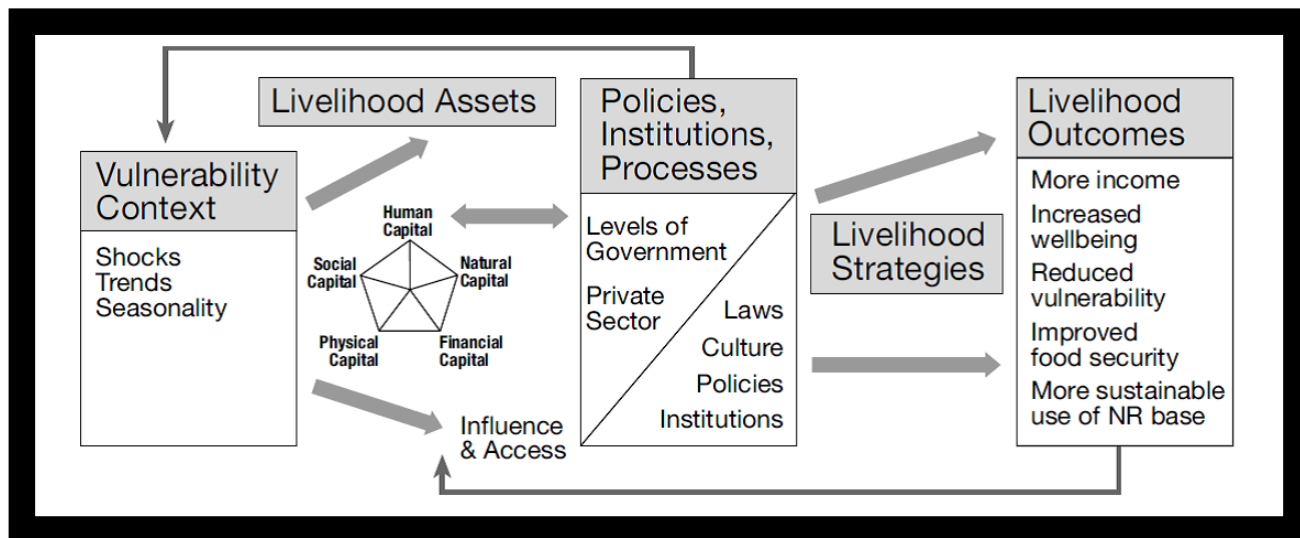 Livelihood Assets
Vulnerability
Context
Shocks
Trends
Seasonality
Human
Capital
Social
Capital
Natural
Capital
Physical
Capital
Financial
Capital
Influence
& Access
Policies,
Institutions,
Processes
Levels of
Government
Private
Sector
Laws
Culture
Policies
Institutions
Livelihood
Strategies
Livelihood
Outcomes
More income
Increased
wellbeing
Reduced
vulnerability
Improved
food security
More sustainable
use of NR base